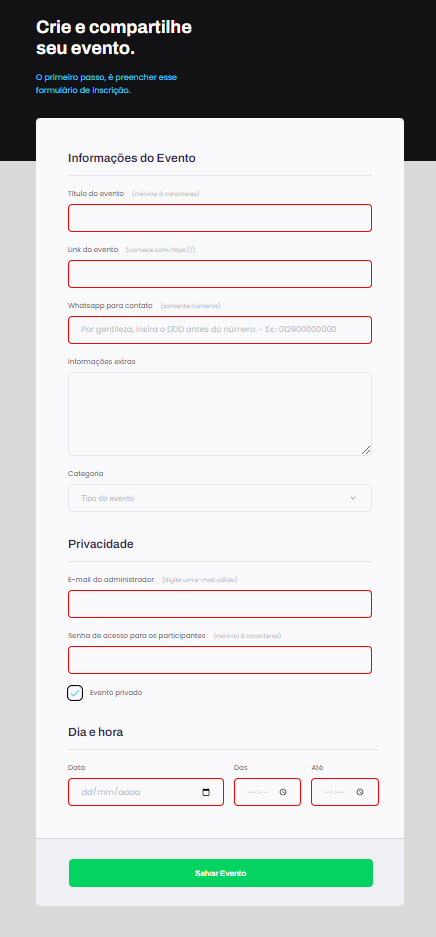 Crie e compartilhe
seu evento.
O primeiro passo, é preencher esse
formulário de inscrição.
Informações do Evento
Título do evento (mínimo 6 caracteres)
Link do evento (comece com https://)
Whatsapp para contato (somente números)
Por gentileza, insira o DDD antes do número. - Ex.: 012900000000
Informações extras
Categoria
Tipo do evento
Privacidade
E-mail do administrador (digite um e-mail válido)
Senha de acesso para os participantes (mínimo 6 caracteres)
Evento privado
Dia e hora
Data Das Até
dd/mm/aaaa --:-- --:--
Salvar Evento